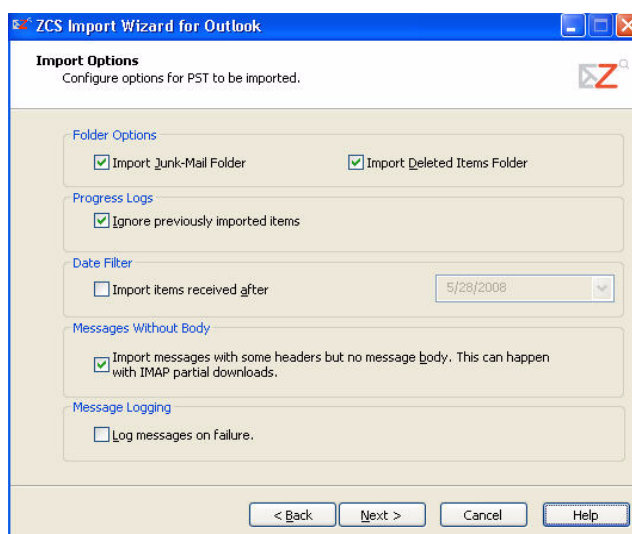 ZCS Import Wizard for Outlook
Import Options
Configure options for PST to be imported.
Folder Options
Import Junk-Mail Folder
Import Deleted Items Folder
Progress Logs
Ignore previously imported items
Date Filter
Import items received after
5/28/2008
Messages Without Body
Import messages with some headers but no message body. This can happen
with IMAP partial downloads.
Message Logging
Log messages on failure.
< Back
Next >
Cancel
Help